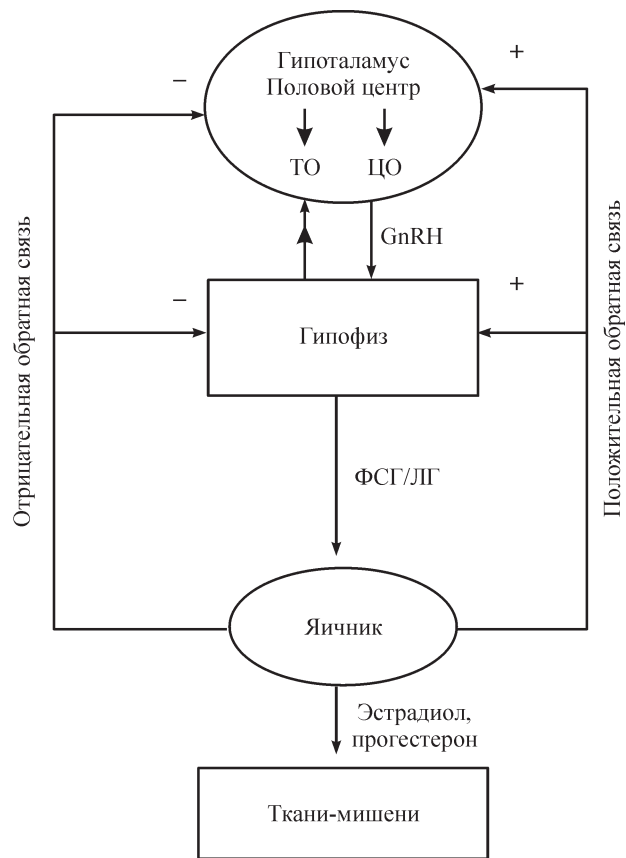 Гипоталамус
Половой центр
ТО ЦО
–
+
GnRH
–
+
Гипофиз
Отрицательная обратная связь
Положительная обратная связь
ФСГ/ЛГ
Яичник
Эстрадиол,
прогестерон
Ткани-мишени